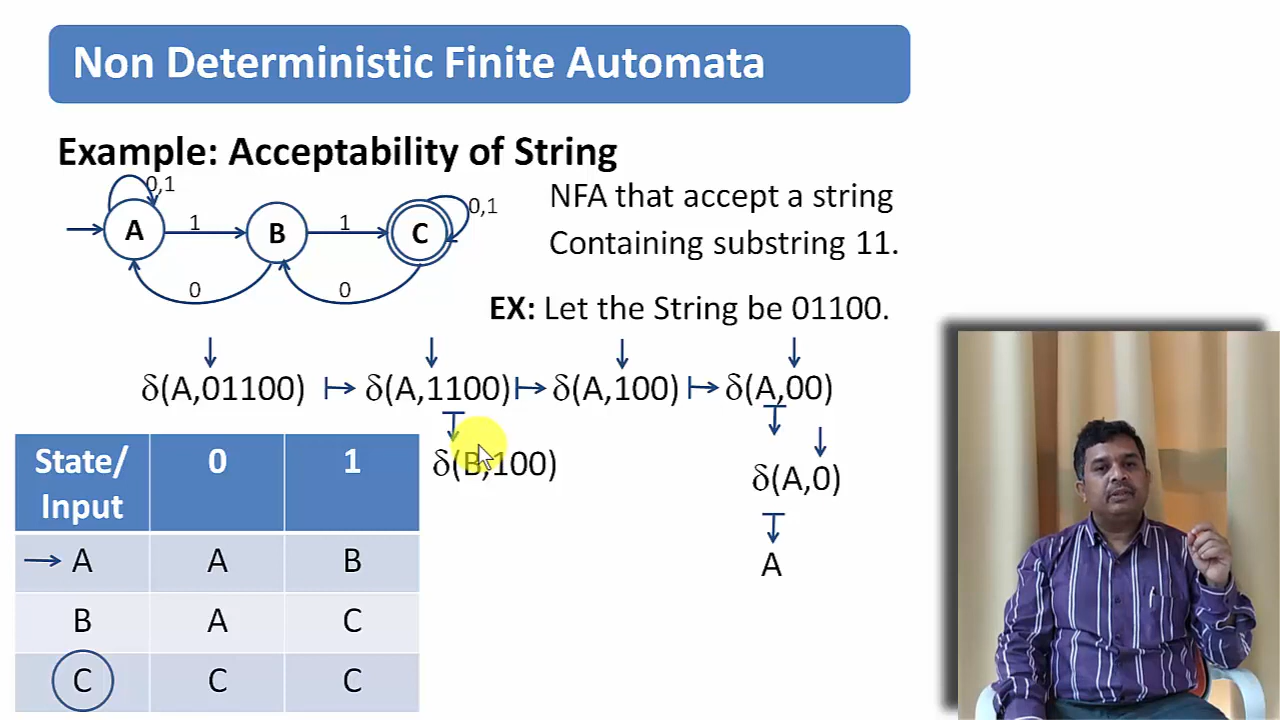 Non Deterministic Finite Automata
Example: Acceptability of String
0,1
1
1
0,1
A
B
C
0
0
NFA that accept a string
Containing substring 11.
EX: Let the String be 01100.
δ(A,01100) ⊢ δ(A,1100) ⊢ δ(A,100) ⊢ δ(A,00)
δ(B,100)
δ(A,0)
A
State/ Input 0 1
A A B
B A C
C C C